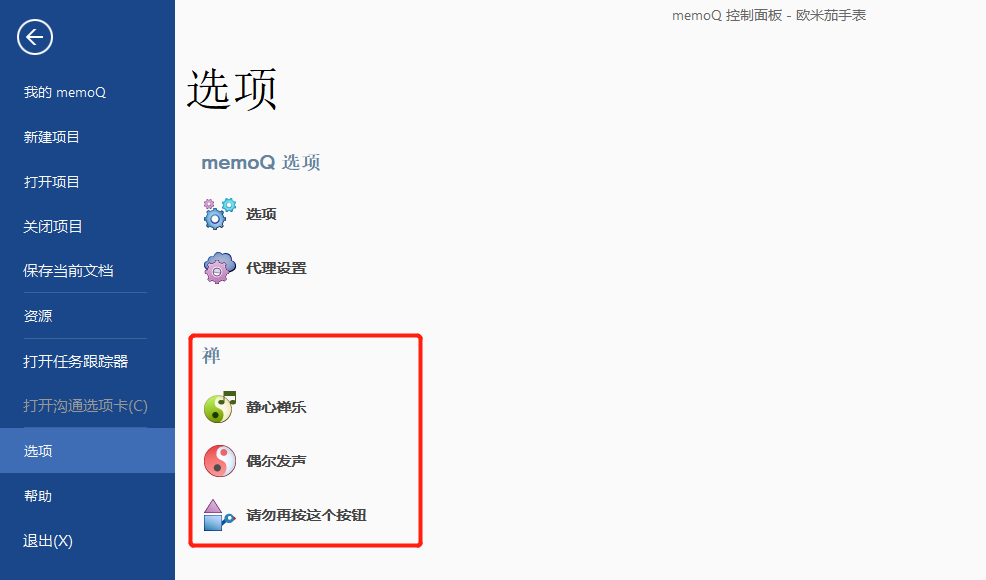 memoQ 控制面板 - 欧米茄手表
我的 memoQ
新建项目
打开项目
关闭项目
保存当前文档
资源
打开任务跟踪器
打开沟通选项卡(C)
选项
帮助
退出(X)
选项
memoQ 选项
选项
代理设置
禅
静心禅乐
偶尔发声
请勿再按这个按钮